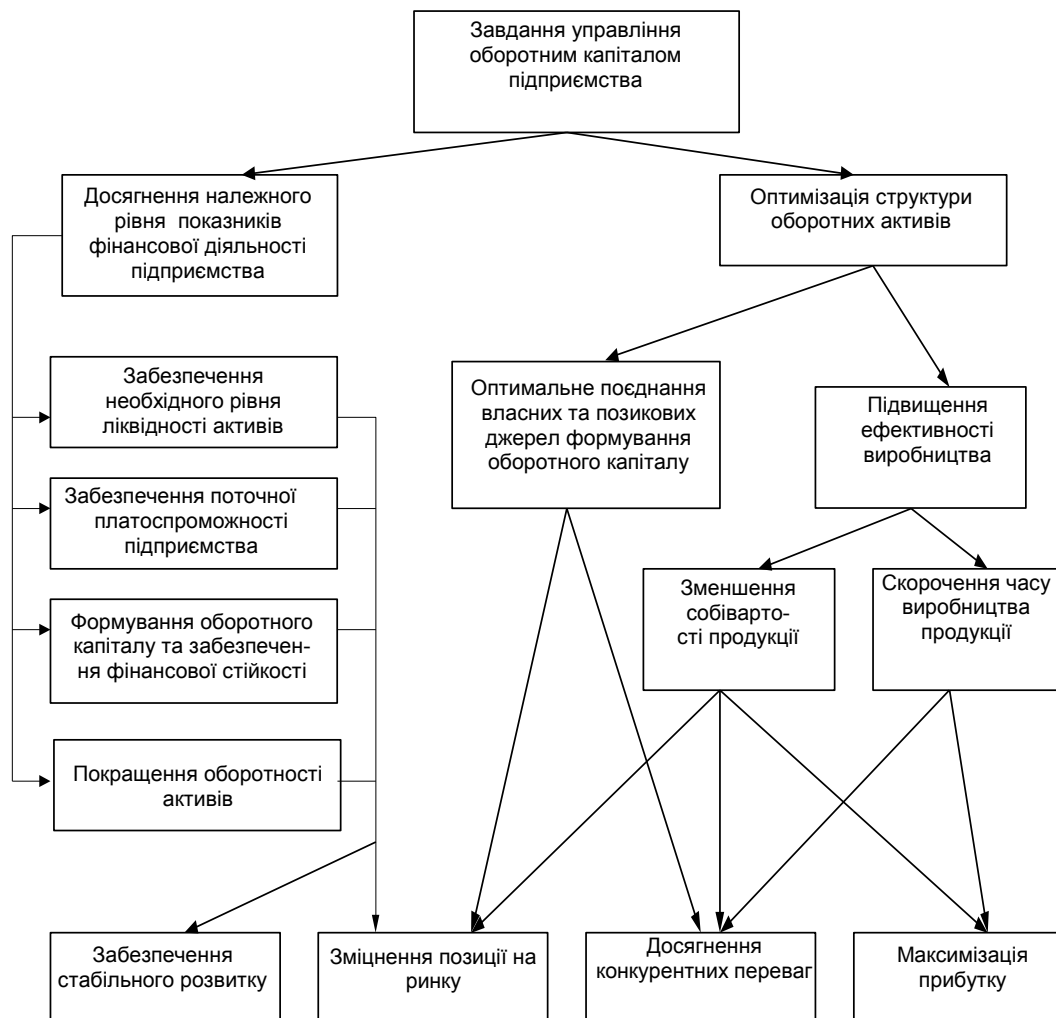 Завдання управління
оборотним капіталом
підприємства
Досягнення належного
рівня показників
фінансової діяльності
підприємства
Оптимізація структури
оборотних активів
Забезпечення
необхідного рівня
ліквідності активів
Оптимальне поєднання
власних та позикових
джерел формування
оборотного капіталу
Підвищення
ефективності
виробництва
Забезпечення поточної
платоспроможності
підприємства
Зменшення
собіварто-
сті продукції
Скорочення часу
виробництва
продукції
Формування оборотного
капіталу та забезпечен-
ня фінансової стійкості
Покращення оборотності
активів
Забезпечення
стабільного розвитку
Зміцнення позиції на
ринку
Досягнення
конкурентних переваг
Максимізація
прибутку